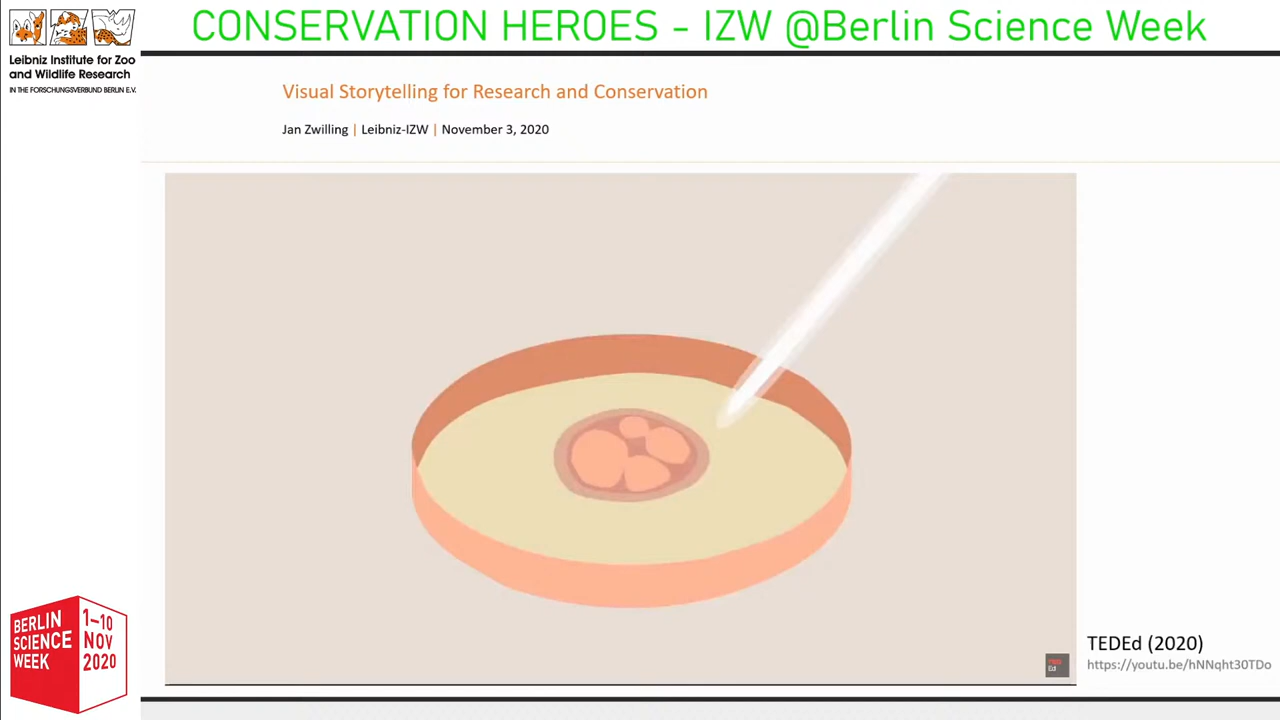 CONSERVATION HEROES - IZW @Berlin Science Week
Leibniz Institute for Zoo
and Wildlife Research
IN THE FORSCHUNGSVERBUND BERLIN E.V.
Visual Storytelling for Research and Conservation
Jan Zwilling | Leibniz-IZW | November 3, 2020
BERLIN
SCIENCE
WEEK
1–10
NOV
2020
Ed
TEDEd (2020)
https://youtu.be/hNNqht30TDo